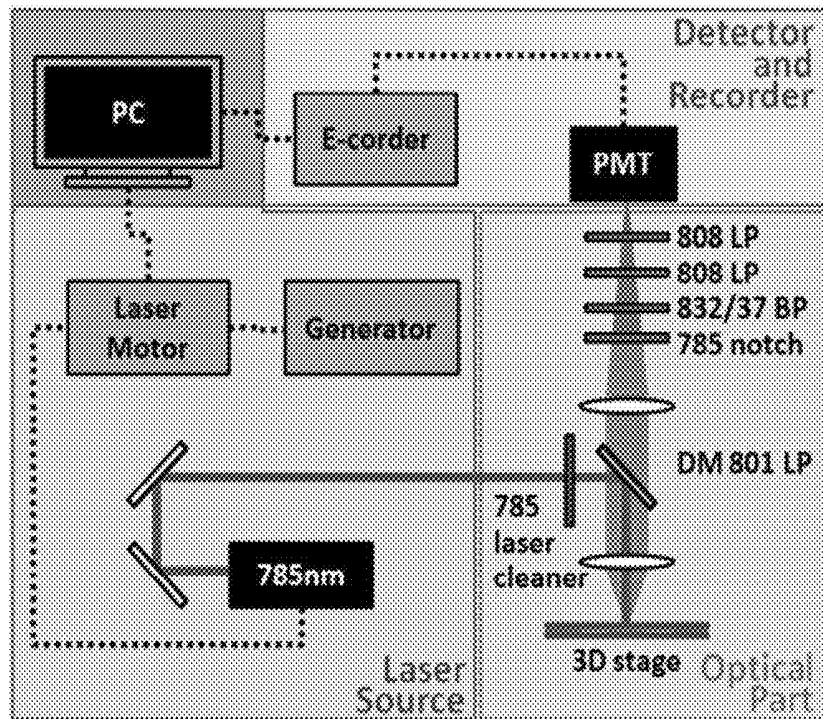 Detector
and
Recorder
PC
E-corder
PMT
808 LP
808 LP
832/37 BP
785 notch
Laser
Motor
Generator
DM 801 LP
785
laser
cleaner
785nm
3D stage
Laser
Source
Optical
Part